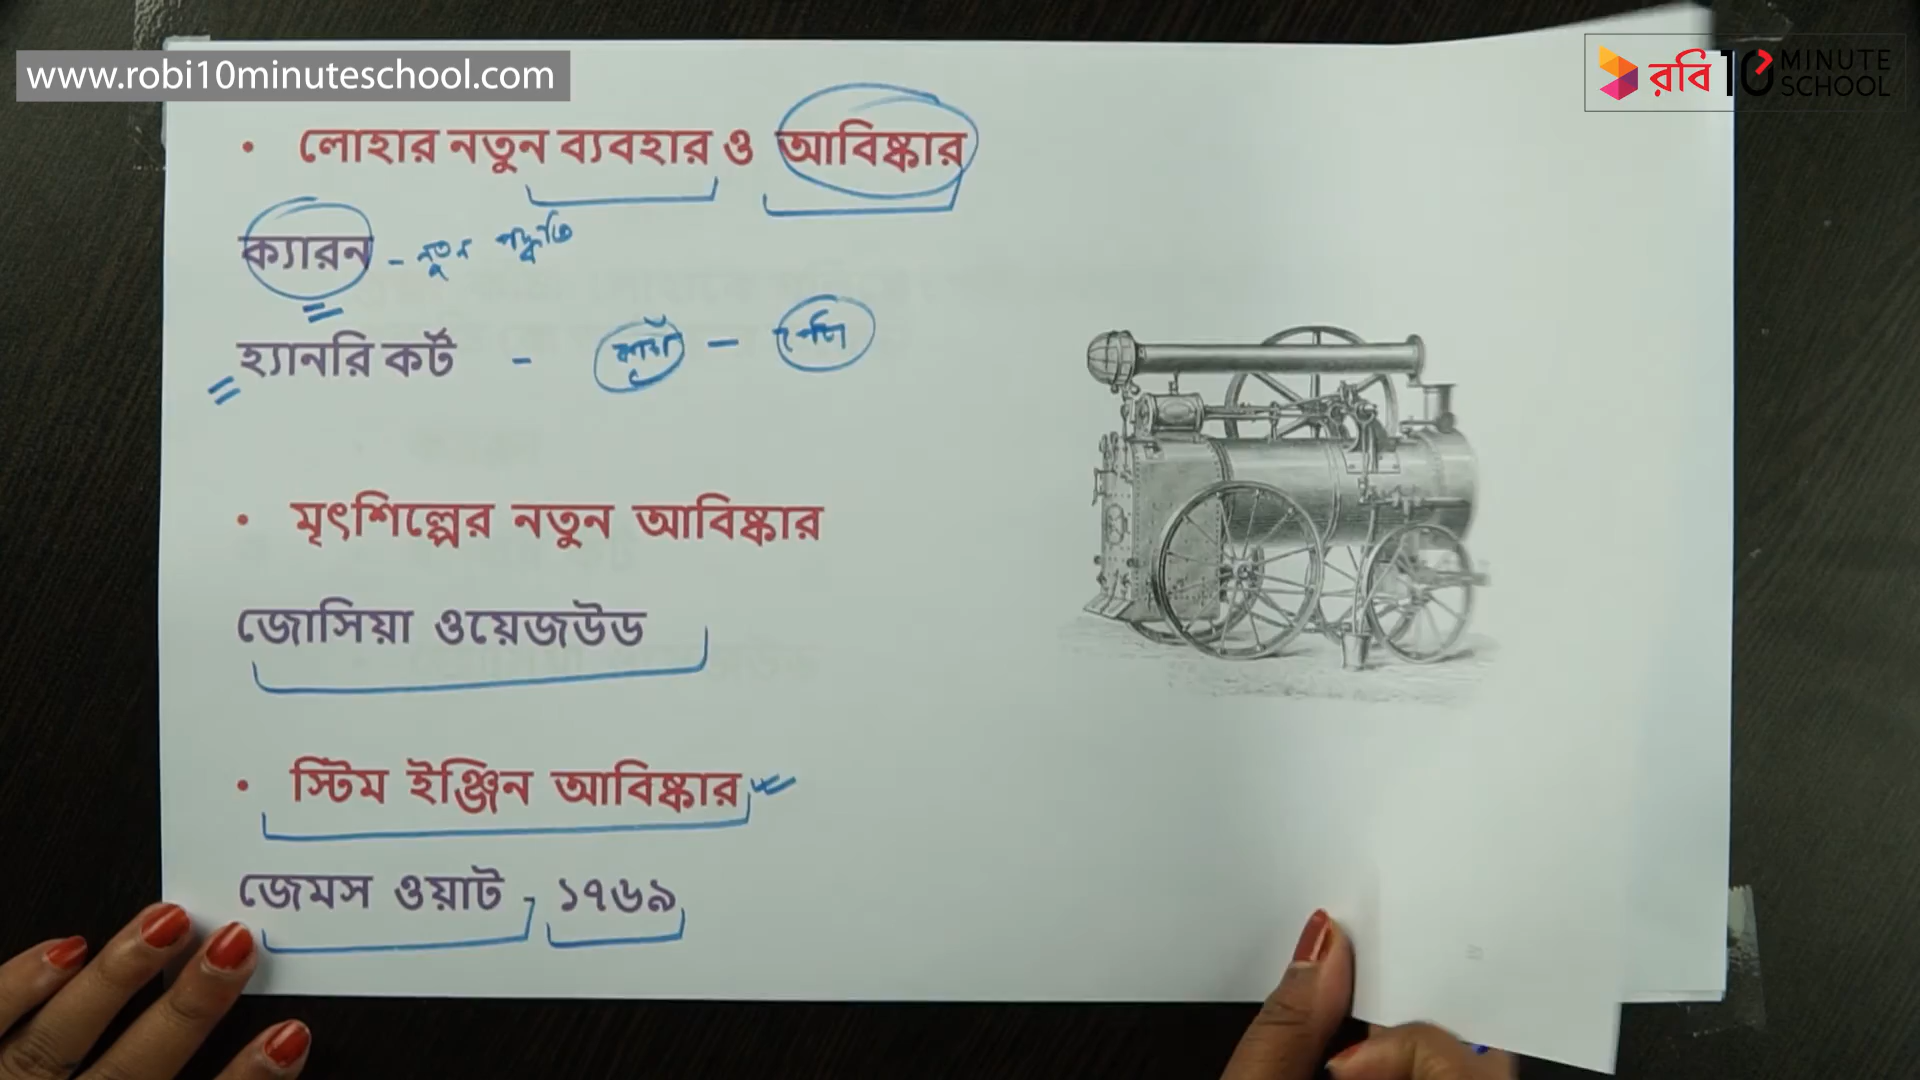 www.robi10minuteschool.com
রবি 10 MINUTE SCHOOL
• লোহার নতুন ব্যবহার ও আবিষ্কার
ক্যারন - নতুন পদ্ধতি
হ্যানরি কর্ট -
• মৃৎশিল্পের নতুন আবিষ্কার
জোসিয়া ওয়েজউড
• স্টিম ইঞ্জিন আবিষ্কার
জেমস ওয়াট - ১৭৬৯